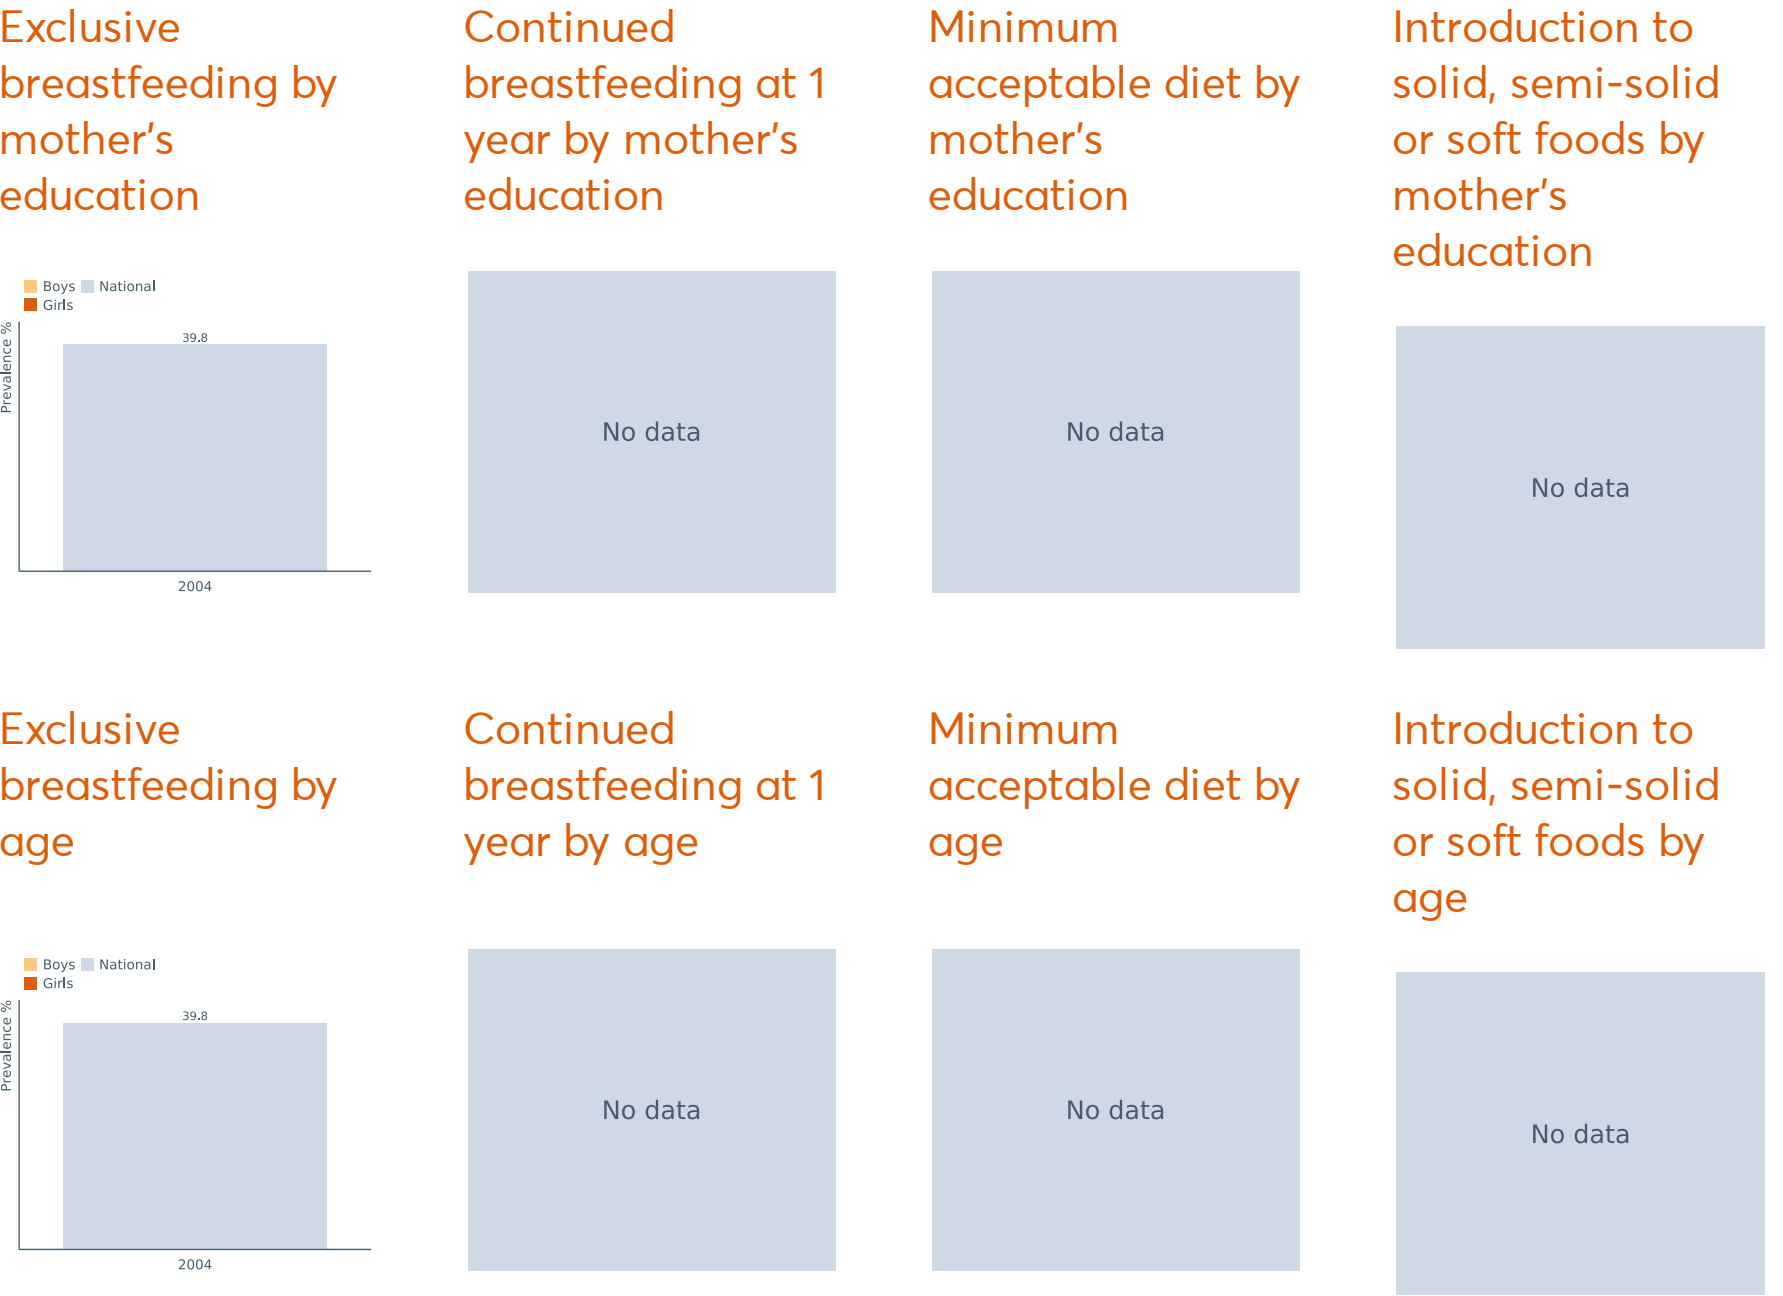 Exclusive
breastfeeding by
mother's
education
Continued
breastfeeding at 1
year by mother's
education
Minimum
acceptable diet by
mother's
education
Introduction to
solid, semi-solid
or soft foods by
mother's
education
Boys National
Girls
Prevalence %
39.8
2004
No data
No data
No data
Exclusive
breastfeeding by
age
Continued
breastfeeding at 1
year by age
Minimum
acceptable diet by
age
Introduction to
solid, semi-solid
or soft foods by
age
Boys National
Girls
Prevalence %
39.8
2004
No data
No data
No data